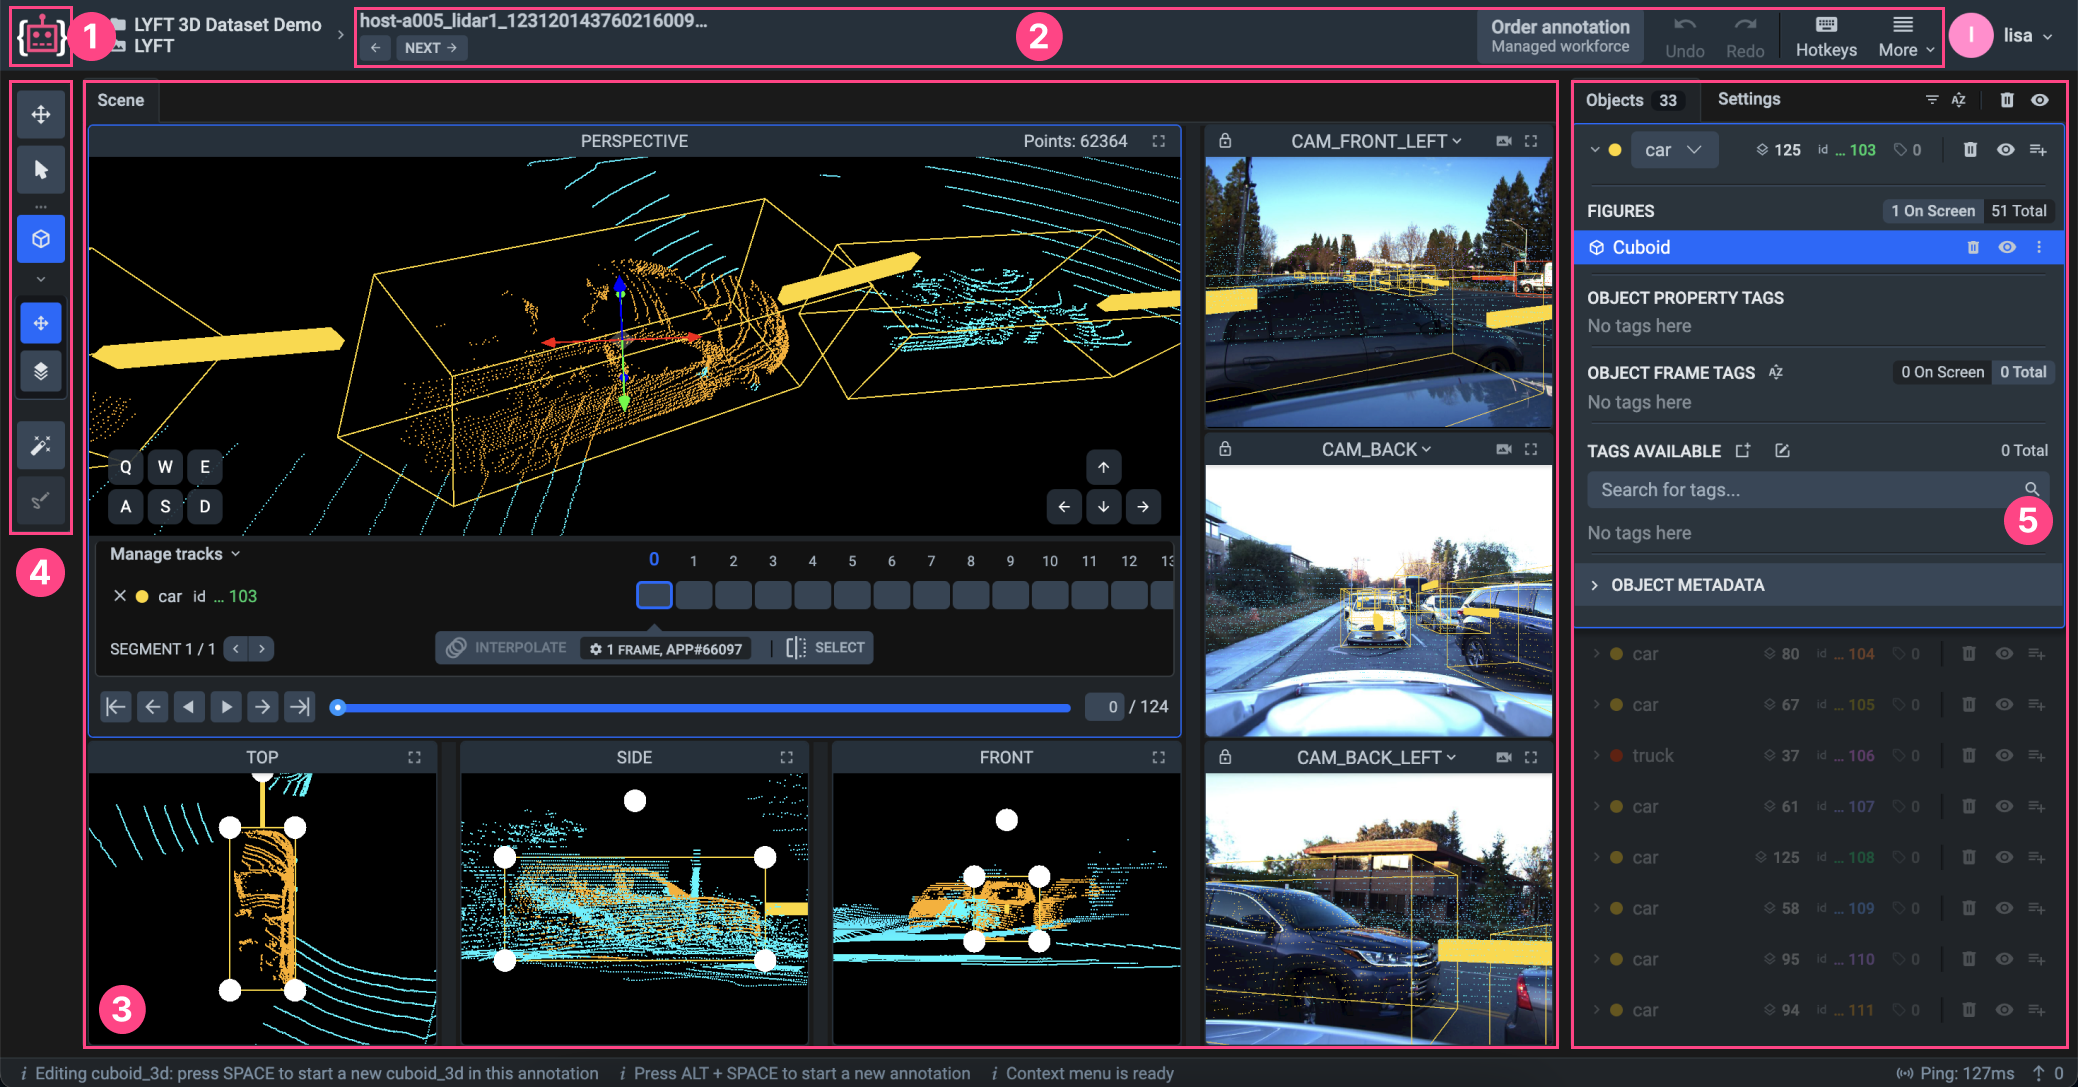 1
LYFT 3D Dataset Demo
LYFT
host-a005_lidar1_123120143760216009...
NEXT
2
Order annotation
Managed workforce
Undo
Redo
Hotkeys
More
l
lisa
Scene
PERSPECTIVE
Points: 62364
Q W E
A S D
Manage tracks
0 1 2 3 4 5 6 7 8 9 10 11 12 13
car id ... 103
SEGMENT 1 / 1
INTERPOLATE
1 FRAME, APP#66097
SELECT
0 / 124
TOP
SIDE
FRONT
3
4
CAM_FRONT_LEFT
CAM_BACK
CAM_BACK_LEFT
Objects 33
Settings
car 125 id ... 103 0
FIGURES
1 On Screen 51 Total
Cuboid
OBJECT PROPERTY TAGS
No tags here
OBJECT FRAME TAGS
0 On Screen 0 Total
No tags here
TAGS AVAILABLE
0 Total
Search for tags...
5
No tags here
OBJECT METADATA
car 80 id ... 104 0
car 67 id ... 105 0
truck 37 id ... 106 0
car 61 id ... 107 0
car 125 id ... 108 0
car 58 id ... 109 0
car 95 id ... 110 0
car 94 id ... 111 0
i Editing cuboid_3d: press SPACE to start a new cuboid_3d in this annotation
i Press ALT + SPACE to start a new annotation
i Context menu is ready
Ping: 127ms
0